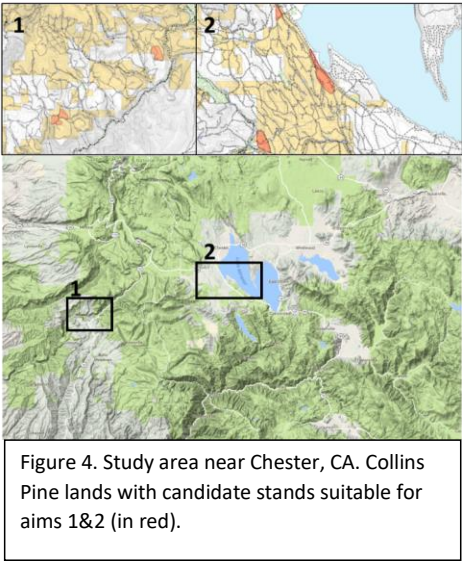 1
2
2
1
Figure 4. Study area near Chester, CA. Collins
Pine lands with candidate stands suitable for
aims 1&2 (in red).